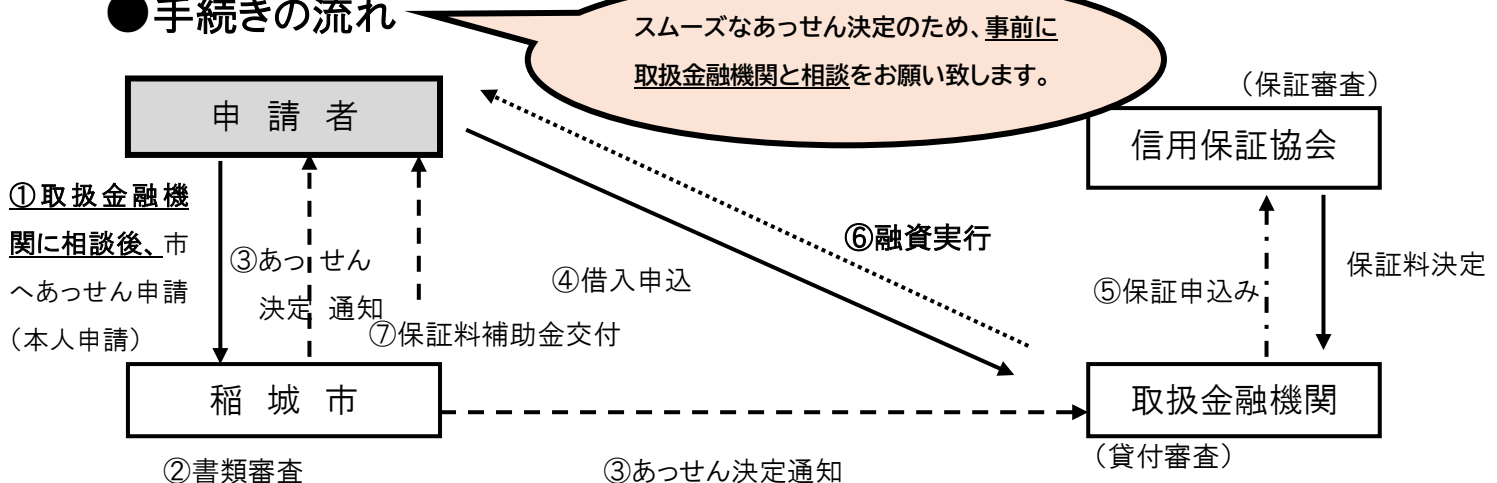 ●手続きの流れ
スムーズなあっせん決定のため、事前に
取扱金融機関と相談をお願い致します。
申 請 者
(保証審査)
信用保証協会
①取扱金融機
関に相談後、市
へあっせん申請
(本人申請)
③あっせん
決定 通知
⑦保証料補助金交付
④借入申込
⑥融資実行
⑤保証申込み
保証料決定
稲 城 市
取扱金融機関
②書類審査
③あっせん決定通知
(貸付審査)